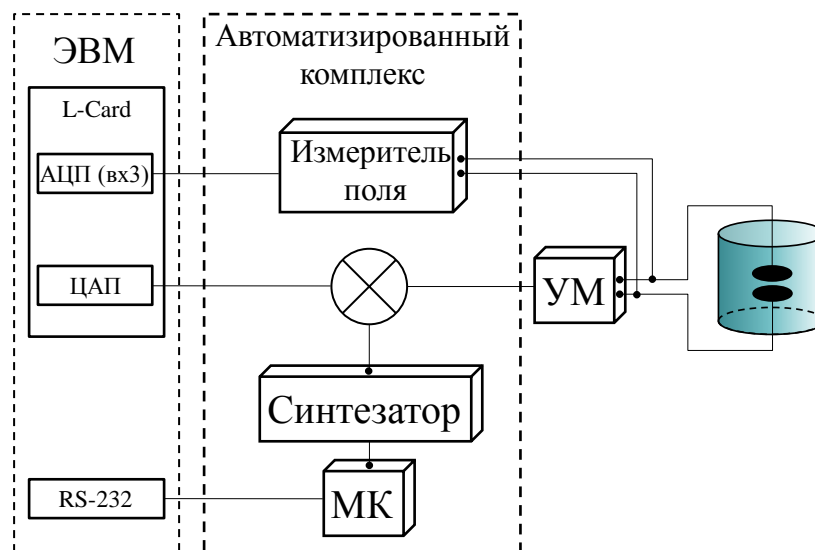 ЭВМ
L-Card
АЦП (вх3)
ЦАП
RS-232
Автоматизированный
комплекс
Измеритель
поля
Синтезатор
МК
УМ